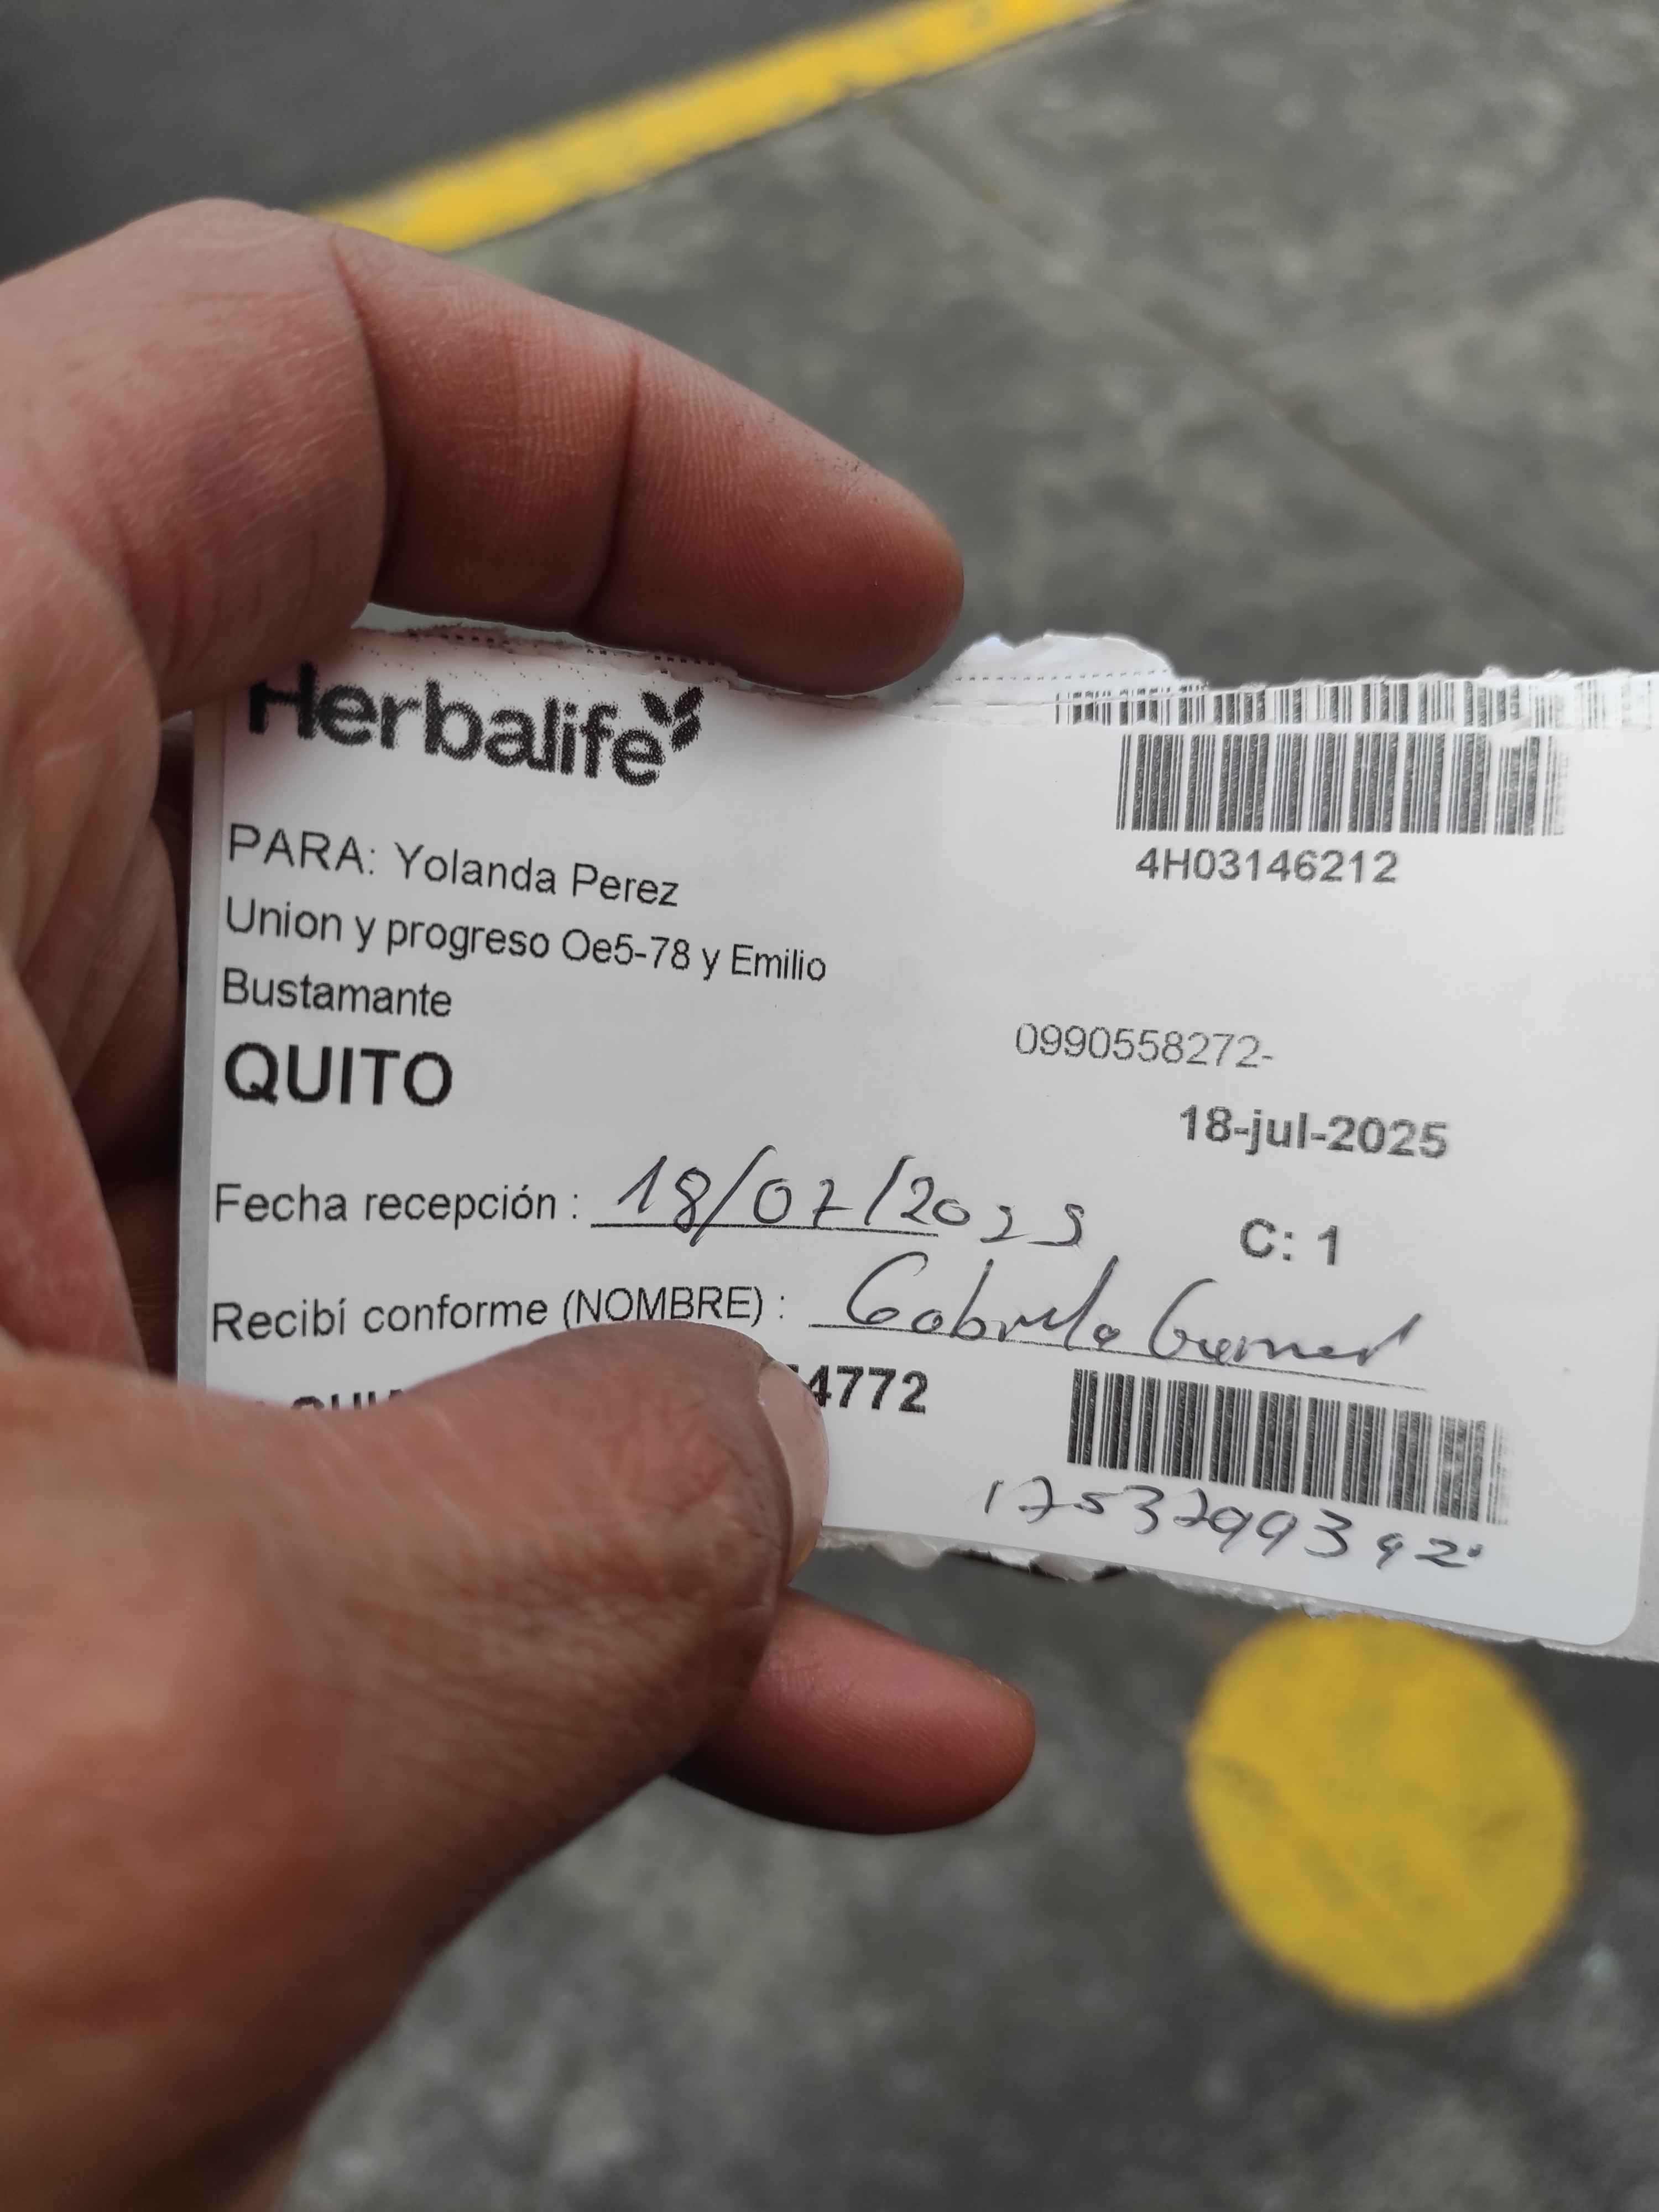 Herbalife
4H03146212
PARA: Yolanda Perez
Union y progreso Oe5-78 y Emilio
Bustamante
0990558272-
QUITO
18-jul-2025
Fecha recepción : 18/07/2025
C: 1
Recibí conforme (NOMBRE) : Gabriela
4772